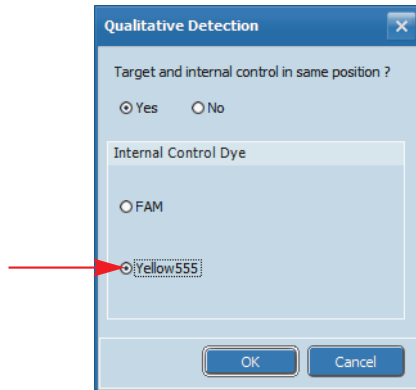 Qualitative Detection
Target and internal control in same position ?
Yes No
Internal Control Dye
FAM
Yellow555
OK Cancel